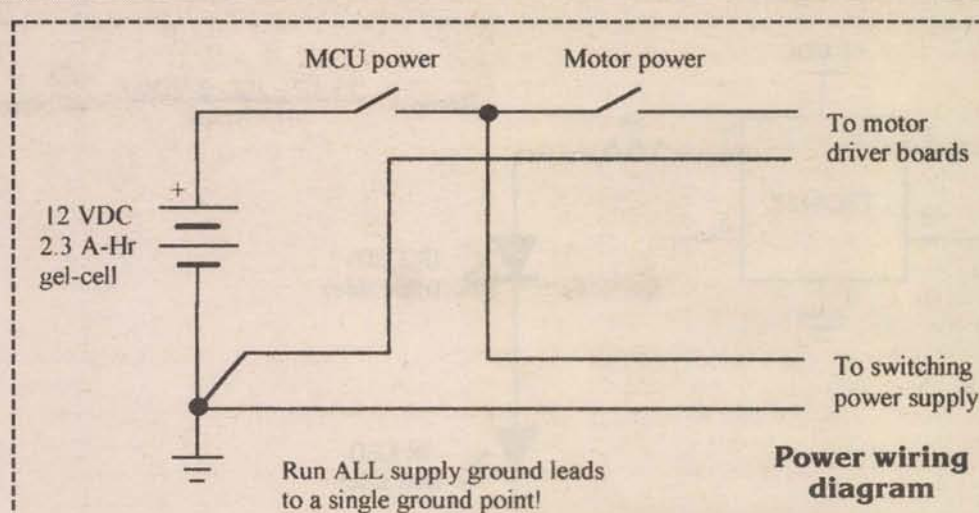 MCU power
Motor power
To motor
driver boards
+
12 VDC
2.3 A-Hr
gel-cell
To switching
power supply
Run ALL supply ground leads
to a single ground point!
Power wiring
diagram